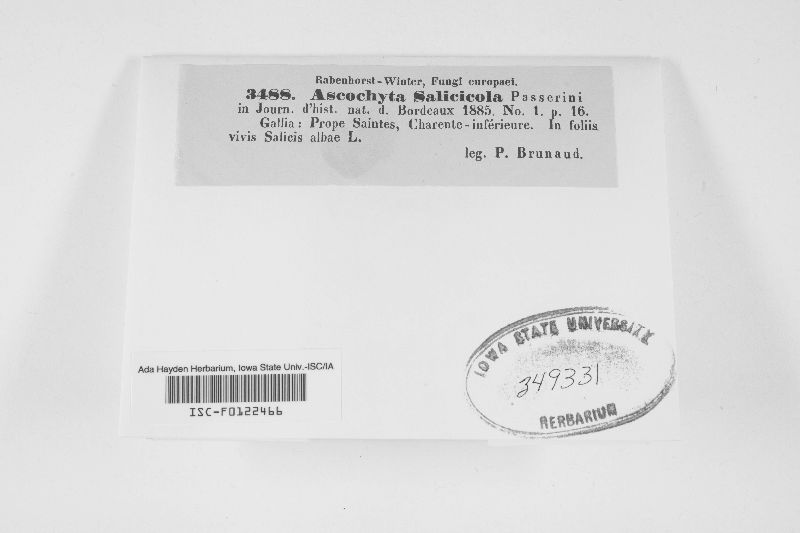 Rabenhorst-Winter, Fungi europaei.
3488. Ascochyta Salicicola Passerini
in Journ. d'hist. nat. d. Bordeaux 1885. No. 1. p. 16.
Gallia: Prope Saintes, Charente-inférieure. In foliis
vivis Salicis albae L.
leg. P. Brunaud.
Ada Hayden Herbarium, Iowa State Univ.-ISC/IA
ISC-F0122466
IOWA STATE UNIVERSITY
349331
HERBARIUM